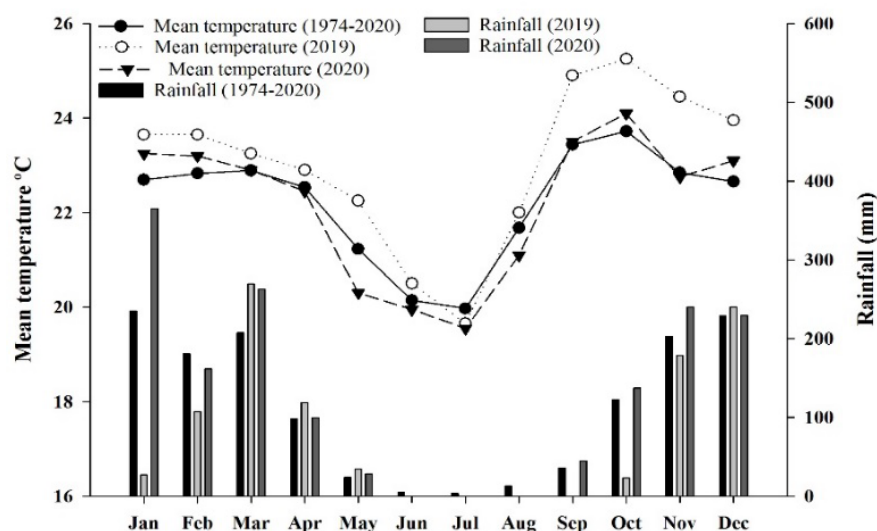 26
24
22
20
18
16
Mean temperature ºC
Mean temperature (1974-2020)
Mean temperature (2019)
Mean temperature (2020)
Rainfall (1974-2020)
Rainfall (2019)
Rainfall (2020)
600
500
400
300
200
100
0
Rainfall (mm)
Jan Feb Mar Apr May Jun Jul Aug Sep Oct Nov Dec